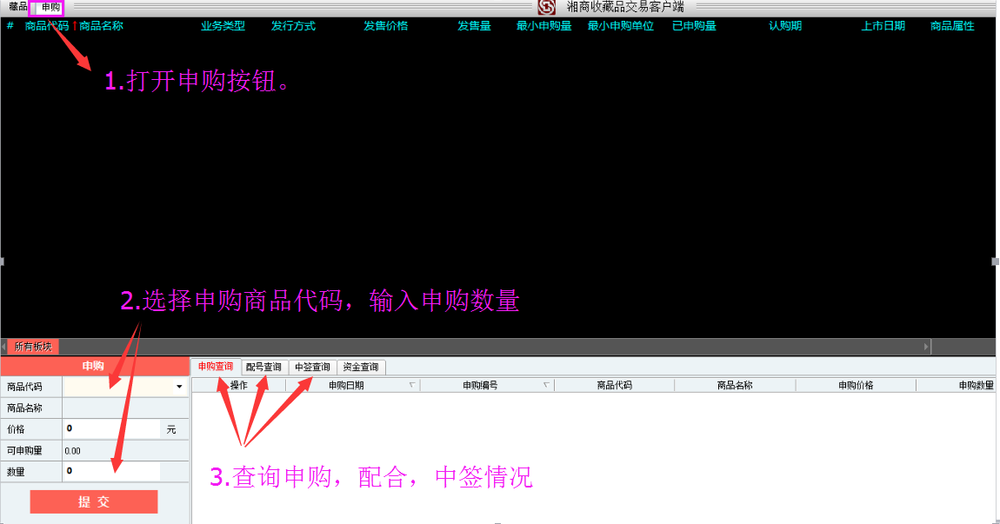 藏品 申购 湘商收藏品交易客户端
# 商品代码 ↑ 商品名称 业务类型 发行方式 发售价格 发售量 最小申购量 最小申购单位 已申购量 认购期 上市日期 商品属性
1.打开申购按钮。
2.选择申购商品代码，输入申购数量
所有板块
申购
商品代码
商品名称
价格 0 元
可申购量 0.00
数量 0
提 交
申购查询 配号查询 中签查询 资金查询
操作 申购日期 申购编号 商品代码 商品名称 申购价格 申购数量
3.查询申购，配合，中签情况